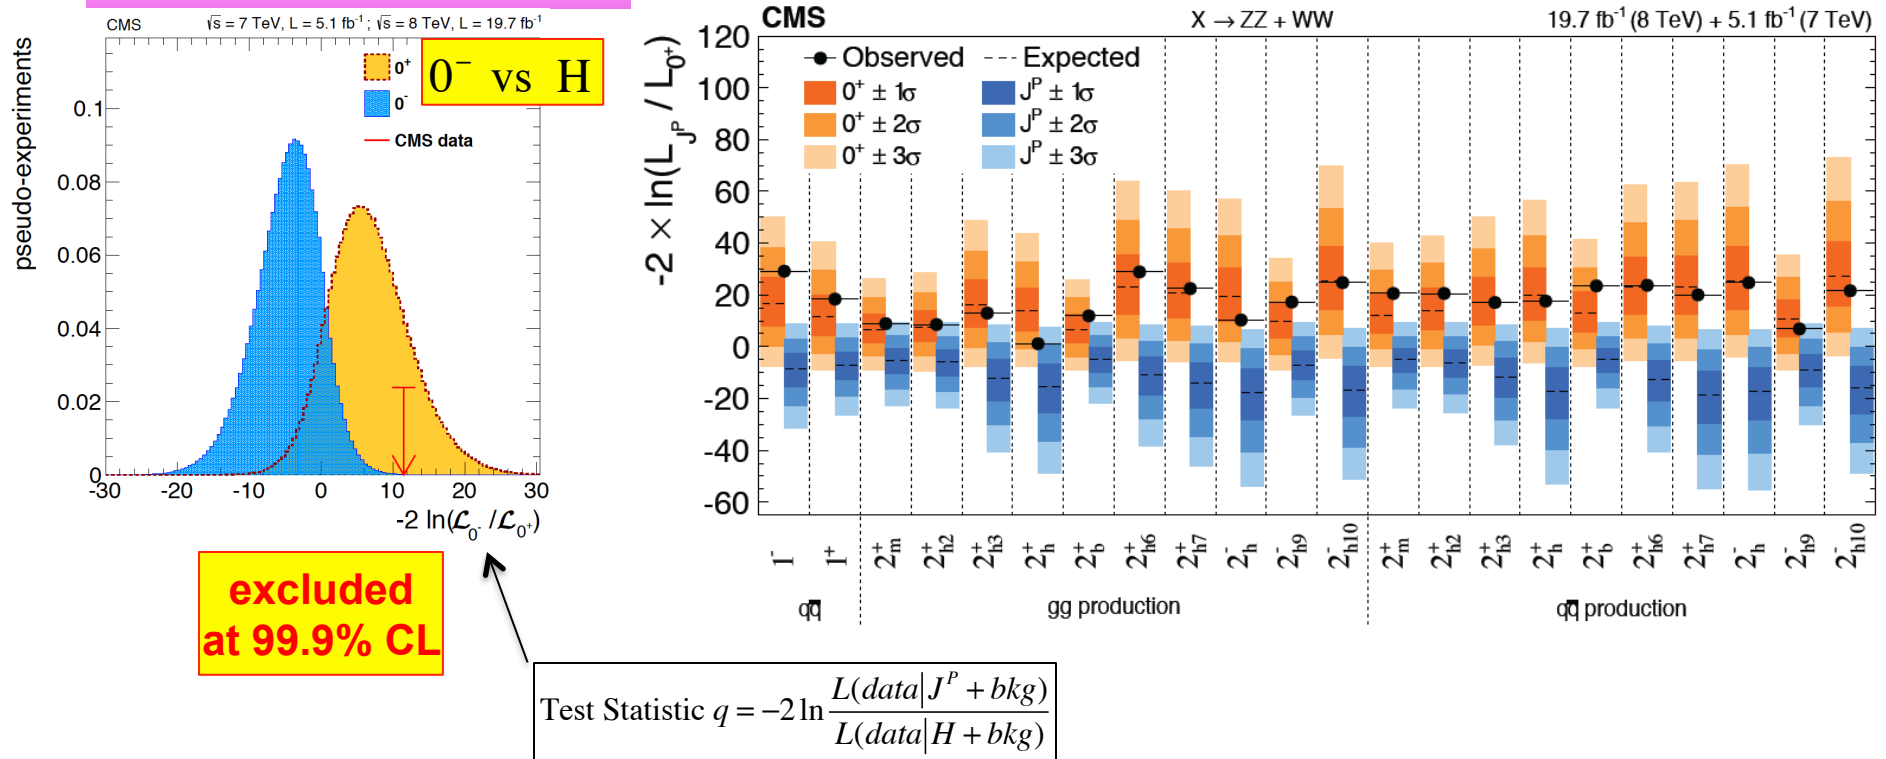 CMS √s = 7 TeV, L = 5.1 fb⁻¹ ; √s = 8 TeV, L = 19.7 fb⁻¹
pseudo-experiments
0⁺
0⁻
CMS data
0⁻ vs H
0.1
0.08
0.06
0.04
0.02
0
-30 -20 -10 0 10 20 30
-2 ln(ℒ₀₋ /ℒ₀₊)
excluded
at 99.9% CL
Test Statistic q = −2 ln L(data|Jᴾ + bkg) / L(data|H + bkg)
CMS X → ZZ + WW 19.7 fb⁻¹ (8 TeV) + 5.1 fb⁻¹ (7 TeV)
-2 × ln(L_Jᴾ / L₀₊)
Observed --- Expected
0⁺ ± 1σ Jᴾ ± 1σ
0⁺ ± 2σ Jᴾ ± 2σ
0⁺ ± 3σ Jᴾ ± 3σ
120
100
80
60
40
20
0
-20
-40
-60
1⁻ 1⁺ 2⁺m 2⁺h2 2⁺h3 2⁺h 2⁺b 2⁺h6 2⁺h7 2⁻h 2⁻h9 2⁻h10 2⁺m 2⁺h2 2⁺h3 2⁺h 2⁺b 2⁺h6 2⁺h7 2⁻h 2⁻h9 2⁻h10
qq̅ gg production qq̅ production